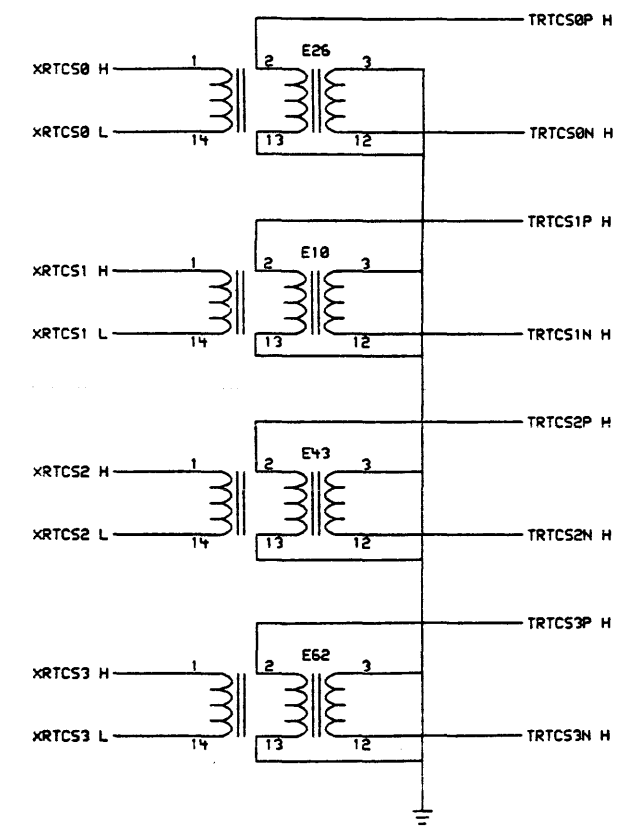 TRTCS0P H
E26
XRTCS0 H 1 2 3
XRTCS0 L 14 13 12 TRTCS0N H
TRTCS1P H
E10
XRTCS1 H 1 2 3
XRTCS1 L 14 13 12 TRTCS1N H
TRTCS2P H
E43
XRTCS2 H 1 2 3
XRTCS2 L 14 13 12 TRTCS2N H
TRTCS3P H
E62
XRTCS3 H 1 2 3
XRTCS3 L 14 13 12 TRTCS3N H